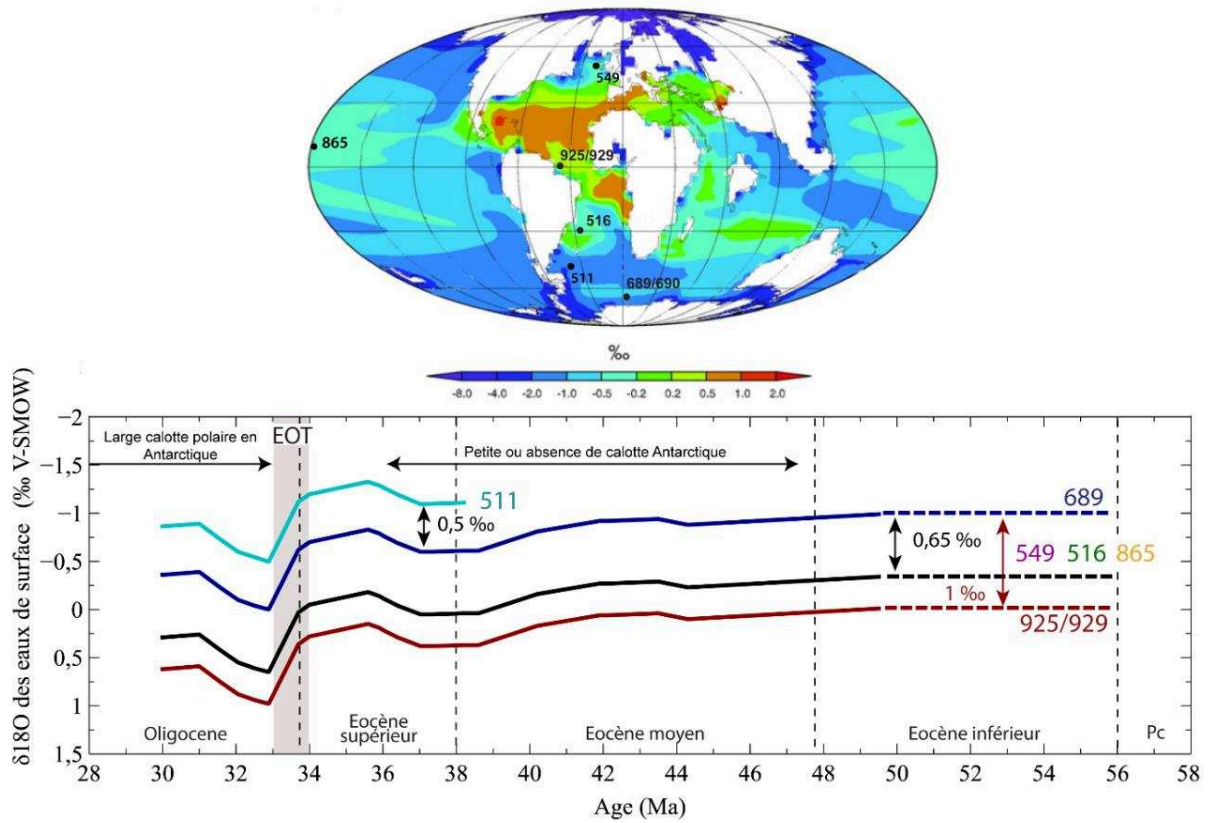 549
865
925/929
516
511
689/690
‰
-8.0 -4.0 -2.0 -1.0 -0.5 -0.2 0.2 0.5 1.0 2.0
δ18O des eaux de surface (‰ V-SMOW)
−2
−1,5
−1
−0,5
0
0,5
1
1,5
Large calotte polaire en
Antarctique
EOT
Petite ou absence de calotte Antarctique
511
0,5 ‰
689
0,65 ‰
549 516 865
1 ‰
925/929
Oligocene
Eocène
supérieur
Eocène moyen
Eocène inférieur
Pc
28 30 32 34 36 38 40 42 44 46 48 50 52 54 56 58
Age (Ma)